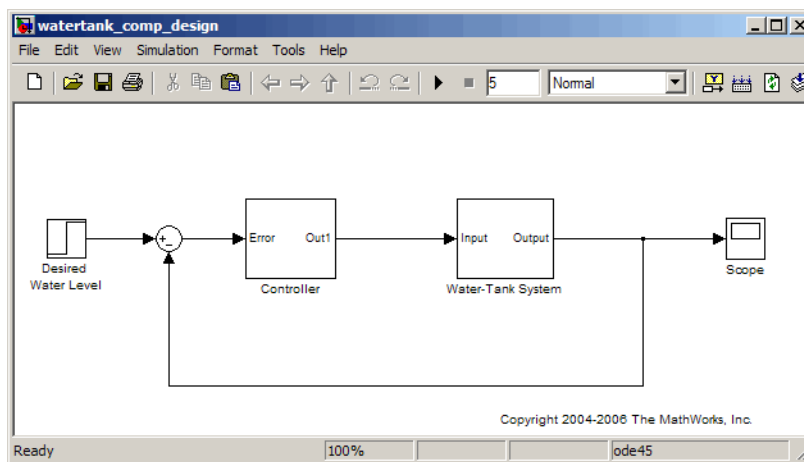 watertank_comp_design
File Edit View Simulation Format Tools Help
5 Normal
Error Out1
Input Output
Desired
Water Level
Controller
Water-Tank System
Scope
Copyright 2004-2006 The MathWorks, Inc.
Ready 100% ode45